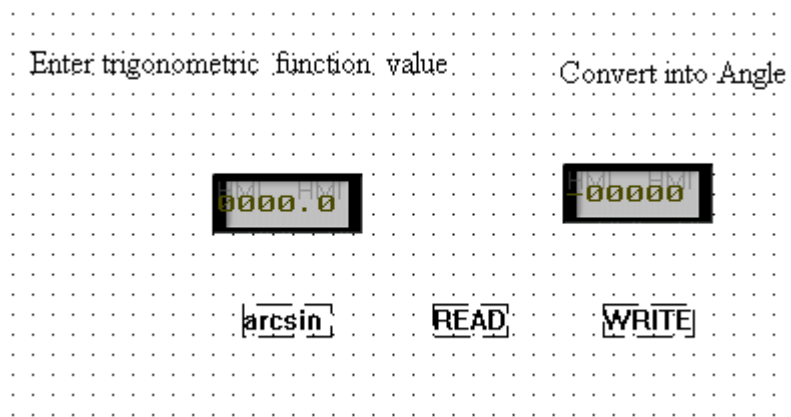 Enter trigonometric function value
Convert into Angle
HMI HMI
0000.0
HMI HMI
-00000
arcsin
READ
WRITE